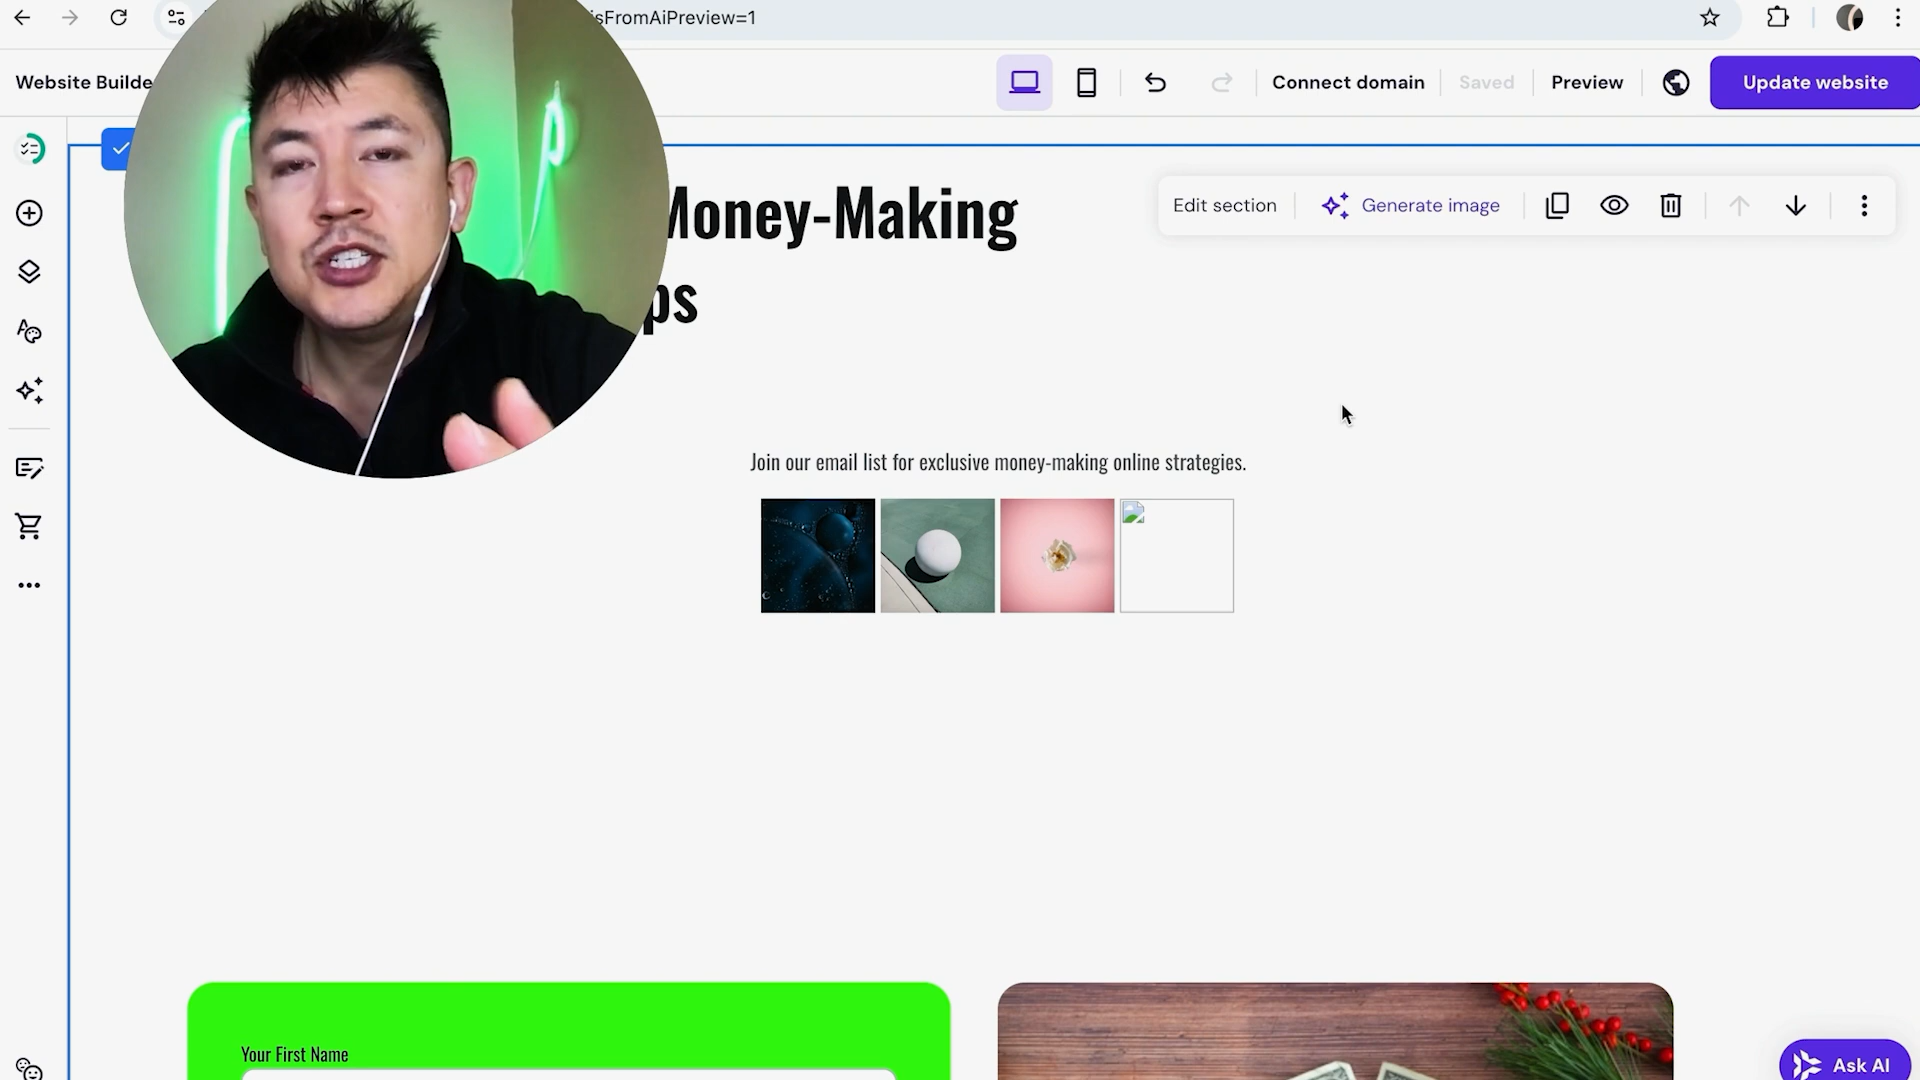 isFromAiPreview=1
Website Builde
Connect domain
Saved
Preview
Update website
Edit section
Generate image
Money-Making
ps
Join our email list for exclusive money-making online strategies.
Your First Name
Ask AI